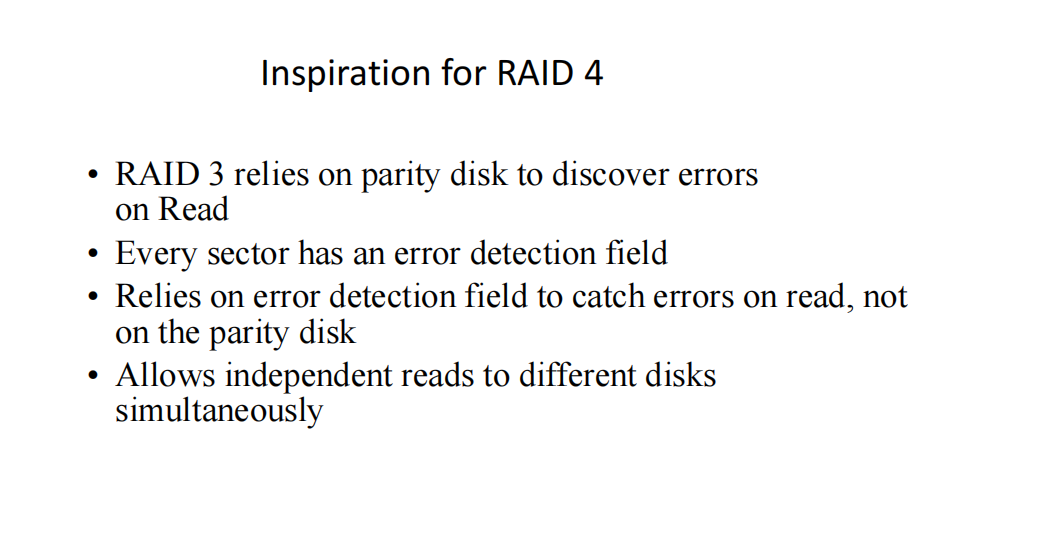 Inspiration for RAID 4
• RAID 3 relies on parity disk to discover errors
on Read
• Every sector has an error detection field
• Relies on error detection field to catch errors on read, not
on the parity disk
• Allows independent reads to different disks
simultaneously